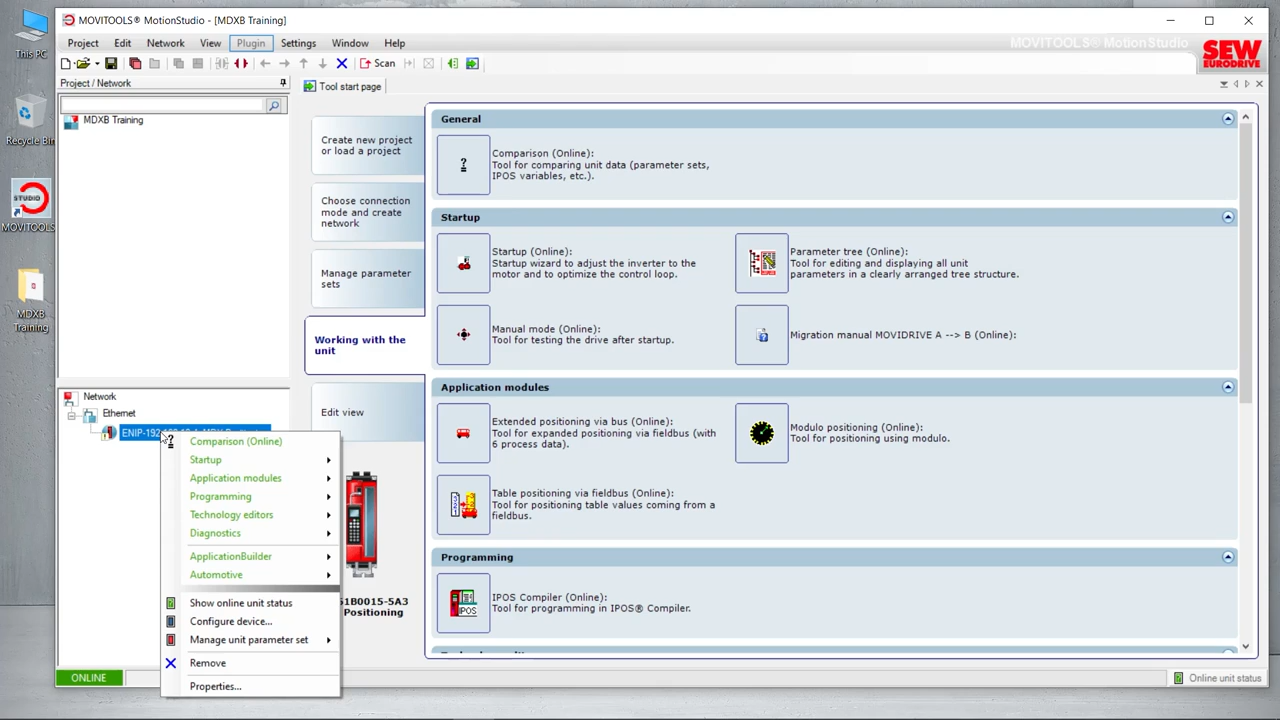 This PC
Recycle Bin
STUDIO
MOVITOOLS
MDXB
Training
MOVITOOLS® MotionStudio - [MDXB Training]
Project Edit Network View Plugin Settings Window Help
MOVITOOLS® MotionStudio
SEW
EURODRIVE
Scan
Project / Network
MDXB Training
Network
Ethernet
ENIP-192
Comparison (Online)
Startup
Application modules
Programming
Technology editors
Diagnostics
ApplicationBuilder
Automotive
Show online unit status
Configure device...
Manage unit parameter set
Remove
Properties...
ONLINE
Tool start page
Create new project
or load a project
Choose connection
mode and create
network
Manage parameter
sets
Working with the
unit
Edit view
51B0015-5A3
Positioning
General
Comparison (Online):
Tool for comparing unit data (parameter sets,
IPOS variables, etc.).
Startup
Startup (Online):
Startup wizard to adjust the inverter to the
motor and to optimize the control loop.
Parameter tree (Online):
Tool for editing and displaying all unit
parameters in a clearly arranged tree structure.
Manual mode (Online):
Tool for testing the drive after startup.
Migration manual MOVIDRIVE A --> B (Online):
Application modules
Extended positioning via bus (Online):
Tool for expanded positioning via fieldbus (with
6 process data).
Modulo positioning (Online):
Tool for positioning using modulo.
Table positioning via fieldbus (Online):
Tool for positioning table values coming from a
fieldbus.
Programming
IPOS
IPOS Compiler (Online):
Tool for programming in IPOS® Compiler.
Online unit status